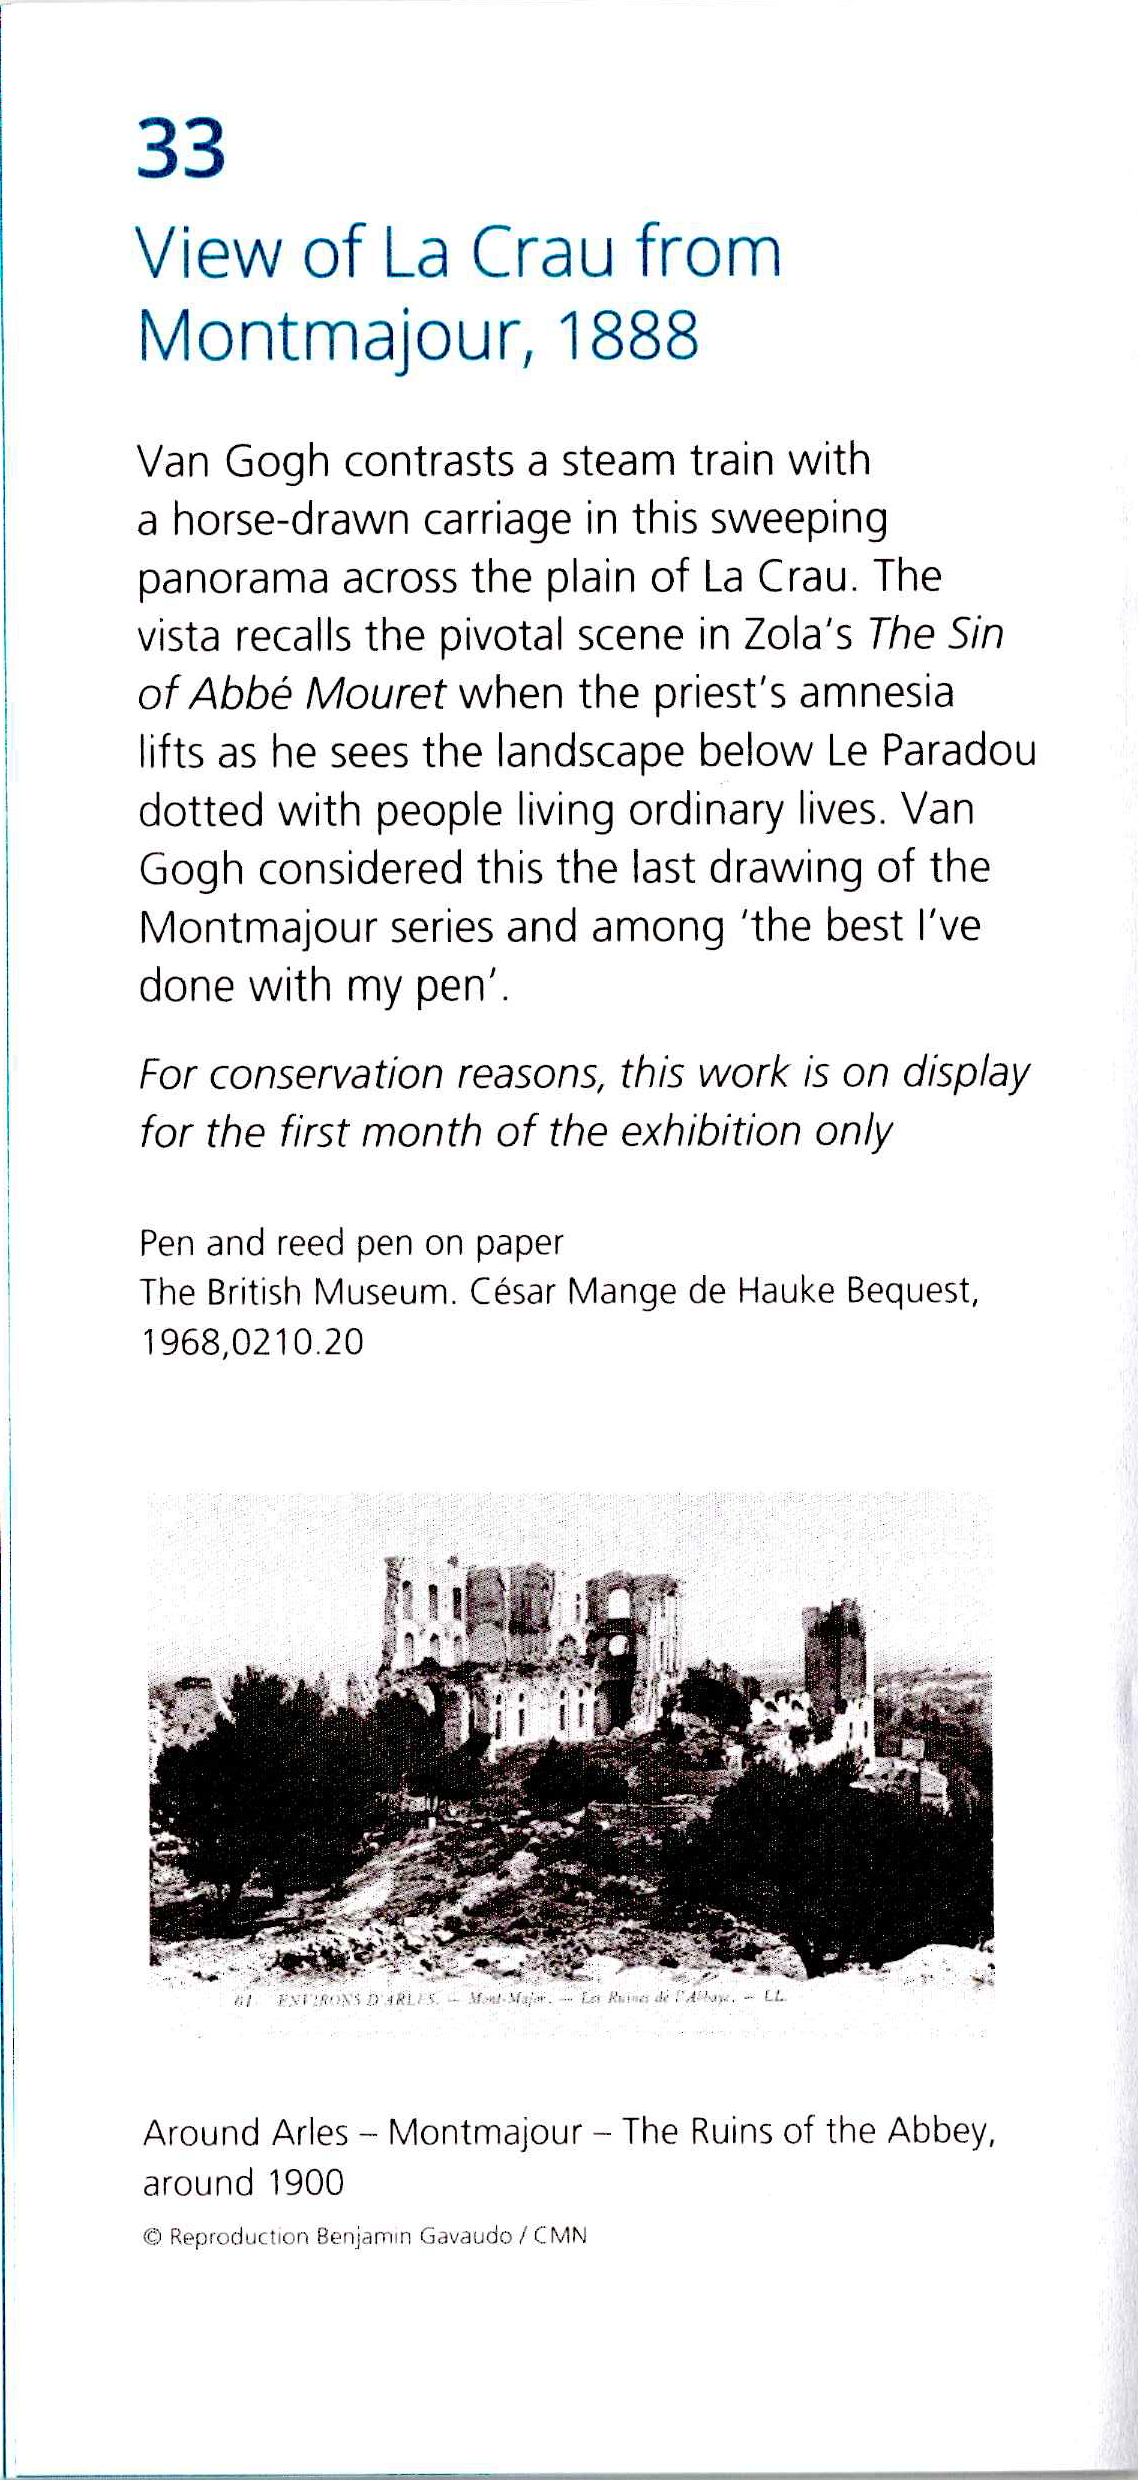 33
View of La Crau from
Montmajour, 1888
Van Gogh contrasts a steam train with
a horse-drawn carriage in this sweeping
panorama across the plain of La Crau. The
vista recalls the pivotal scene in Zola's The Sin
of Abbé Mouret when the priest's amnesia
lifts as he sees the landscape below Le Paradou
dotted with people living ordinary lives. Van
Gogh considered this the last drawing of the
Montmajour series and among 'the best I've
done with my pen'.
For conservation reasons, this work is on display
for the first month of the exhibition only
Pen and reed pen on paper
The British Museum. César Mange de Hauke Bequest,
1968,0210.20
61 ENVIRONS D'ARLES. – Mont-Major. – Les Ruines de l'Abbaye. – LL.
Around Arles – Montmajour – The Ruins of the Abbey,
around 1900
© Reproduction Benjamin Gavaudo / CMN